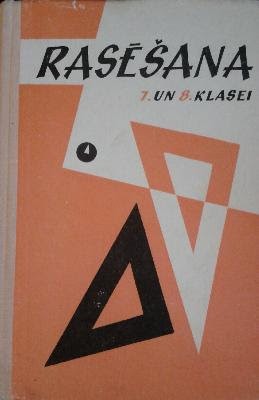 RASĒŠANA
7. UN 8. KLASEI